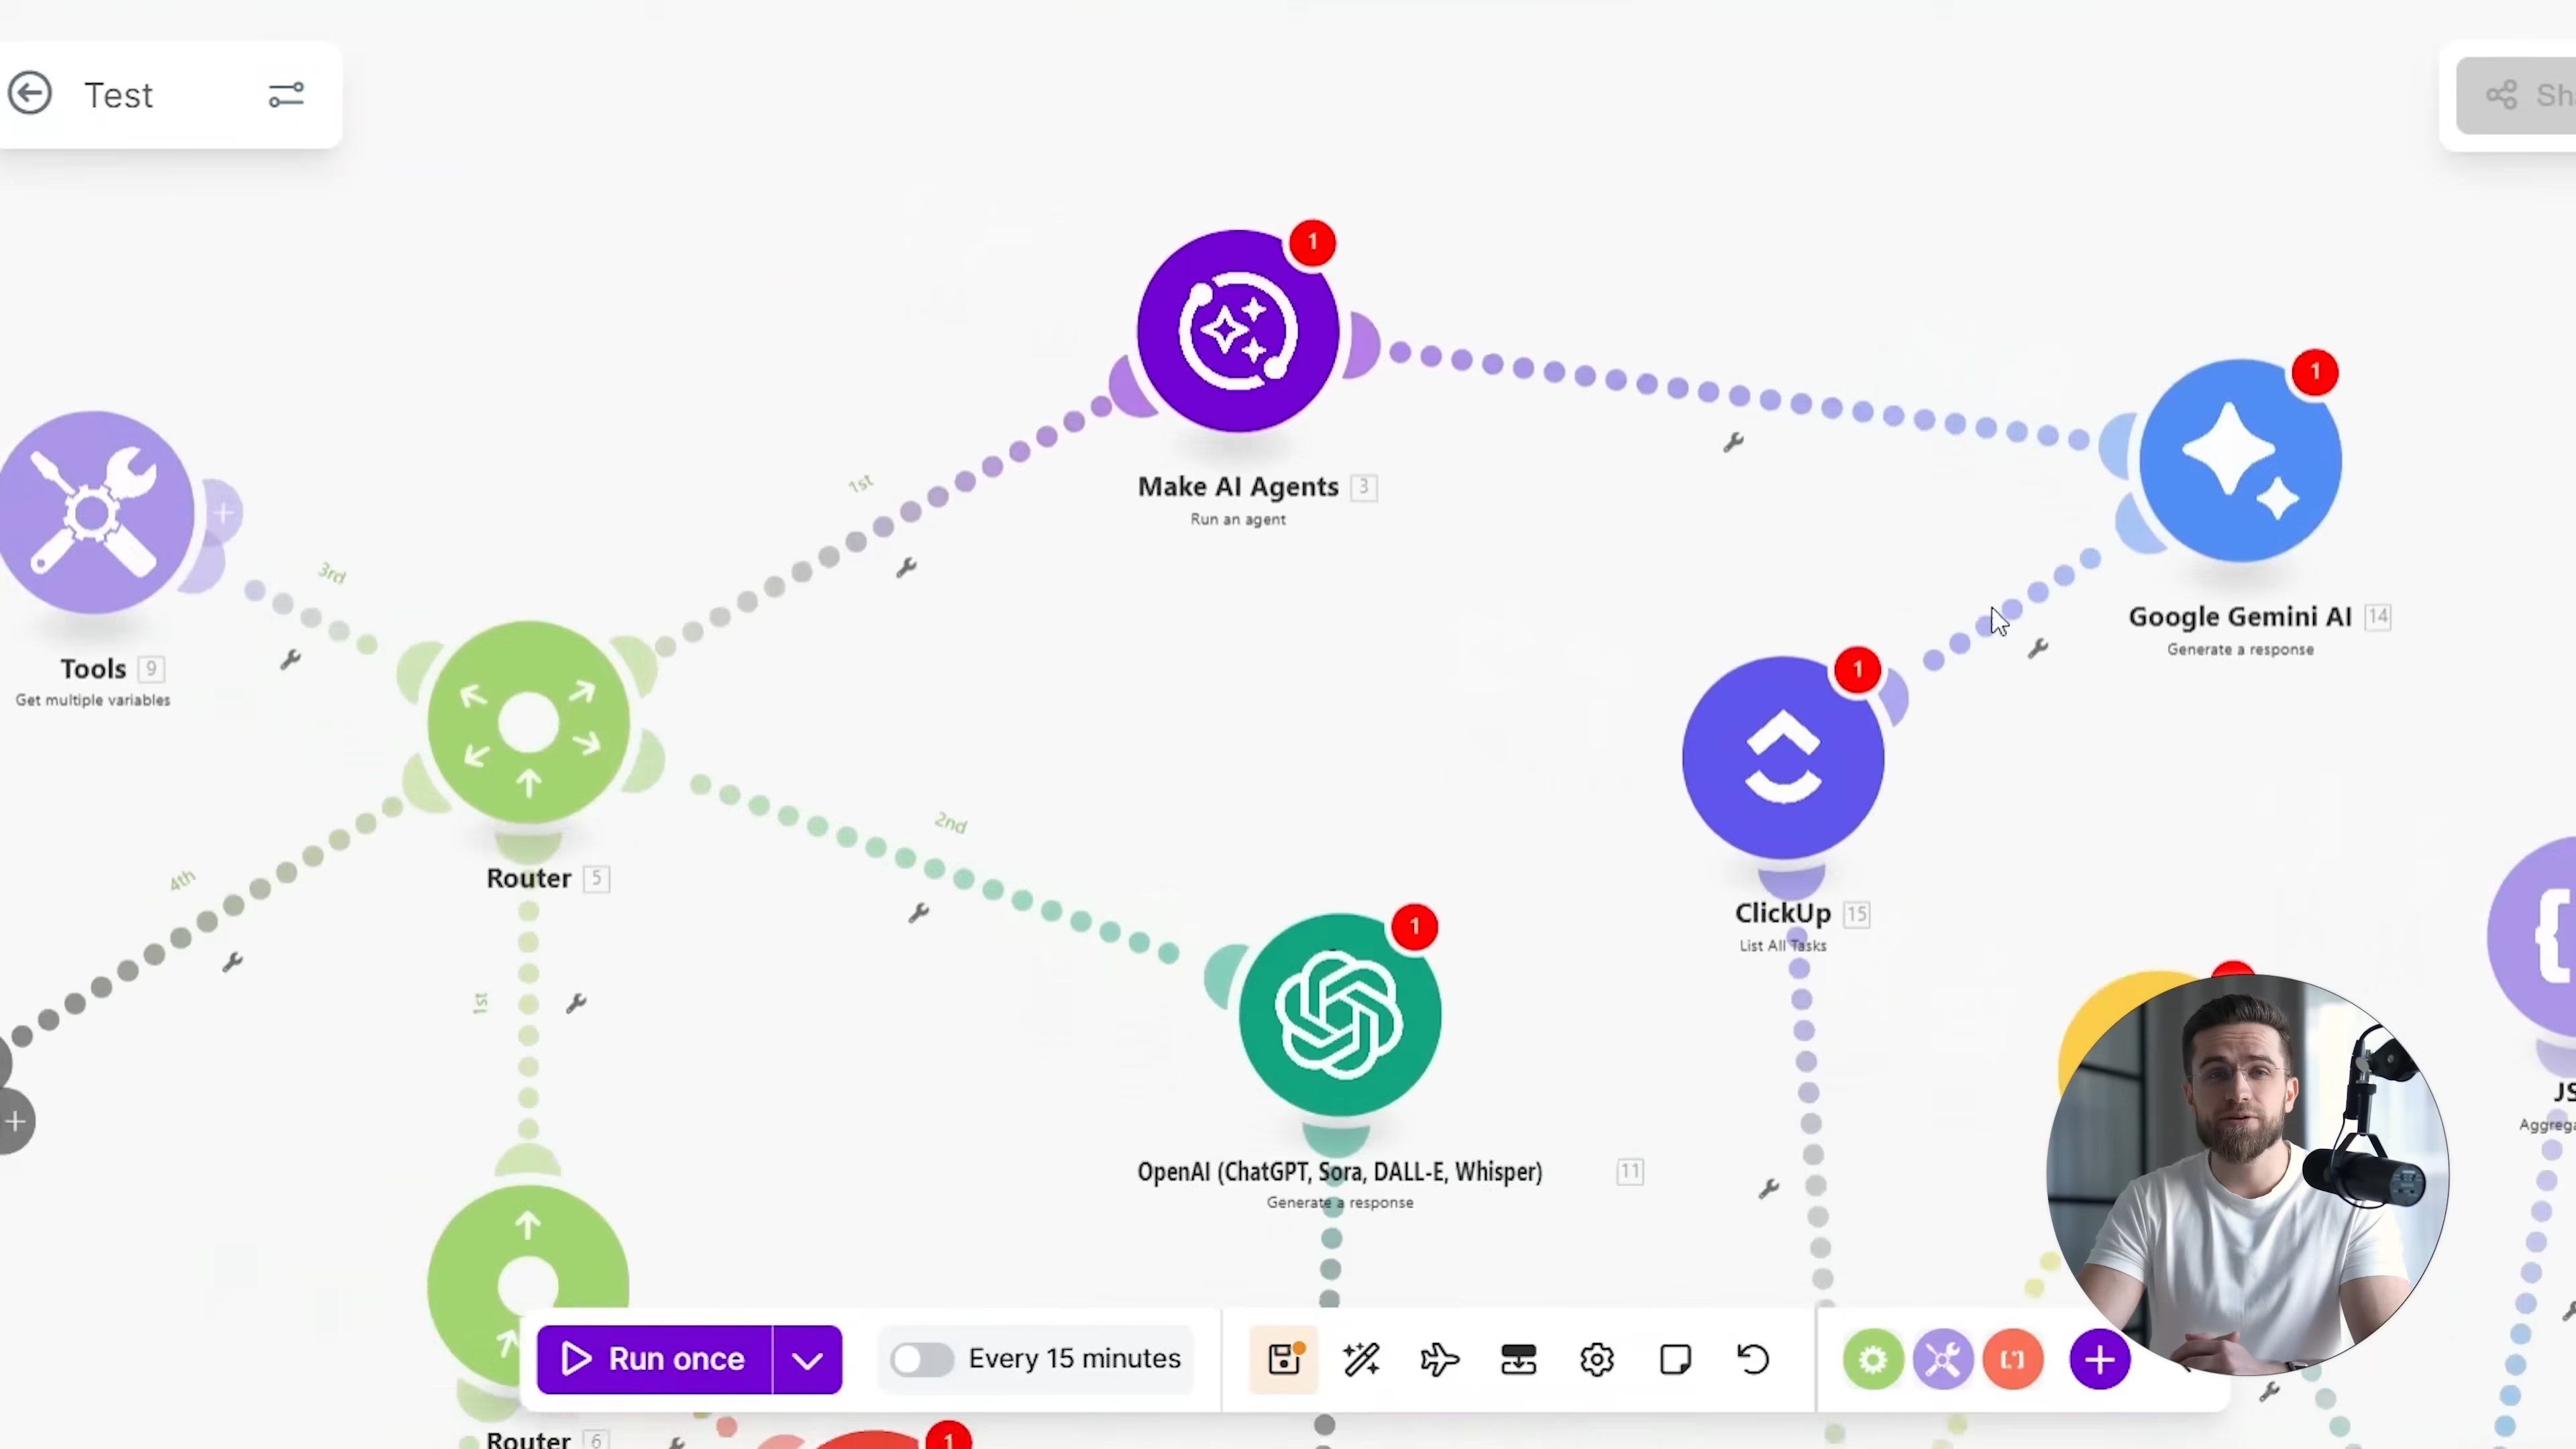 Test
Sh
1
1
1st
Make AI Agents 3
Run an agent
3rd
Google Gemini AI 14
Generate a response
Tools 9
Get multiple variables
1
2nd
4th
Router 5
1
ClickUp 15
List All Tasks
1st
JS
Aggrega
OpenAI (ChatGPT, Sora, DALL-E, Whisper) 11
Generate a response
Run once
Every 15 minutes
Router 6
1